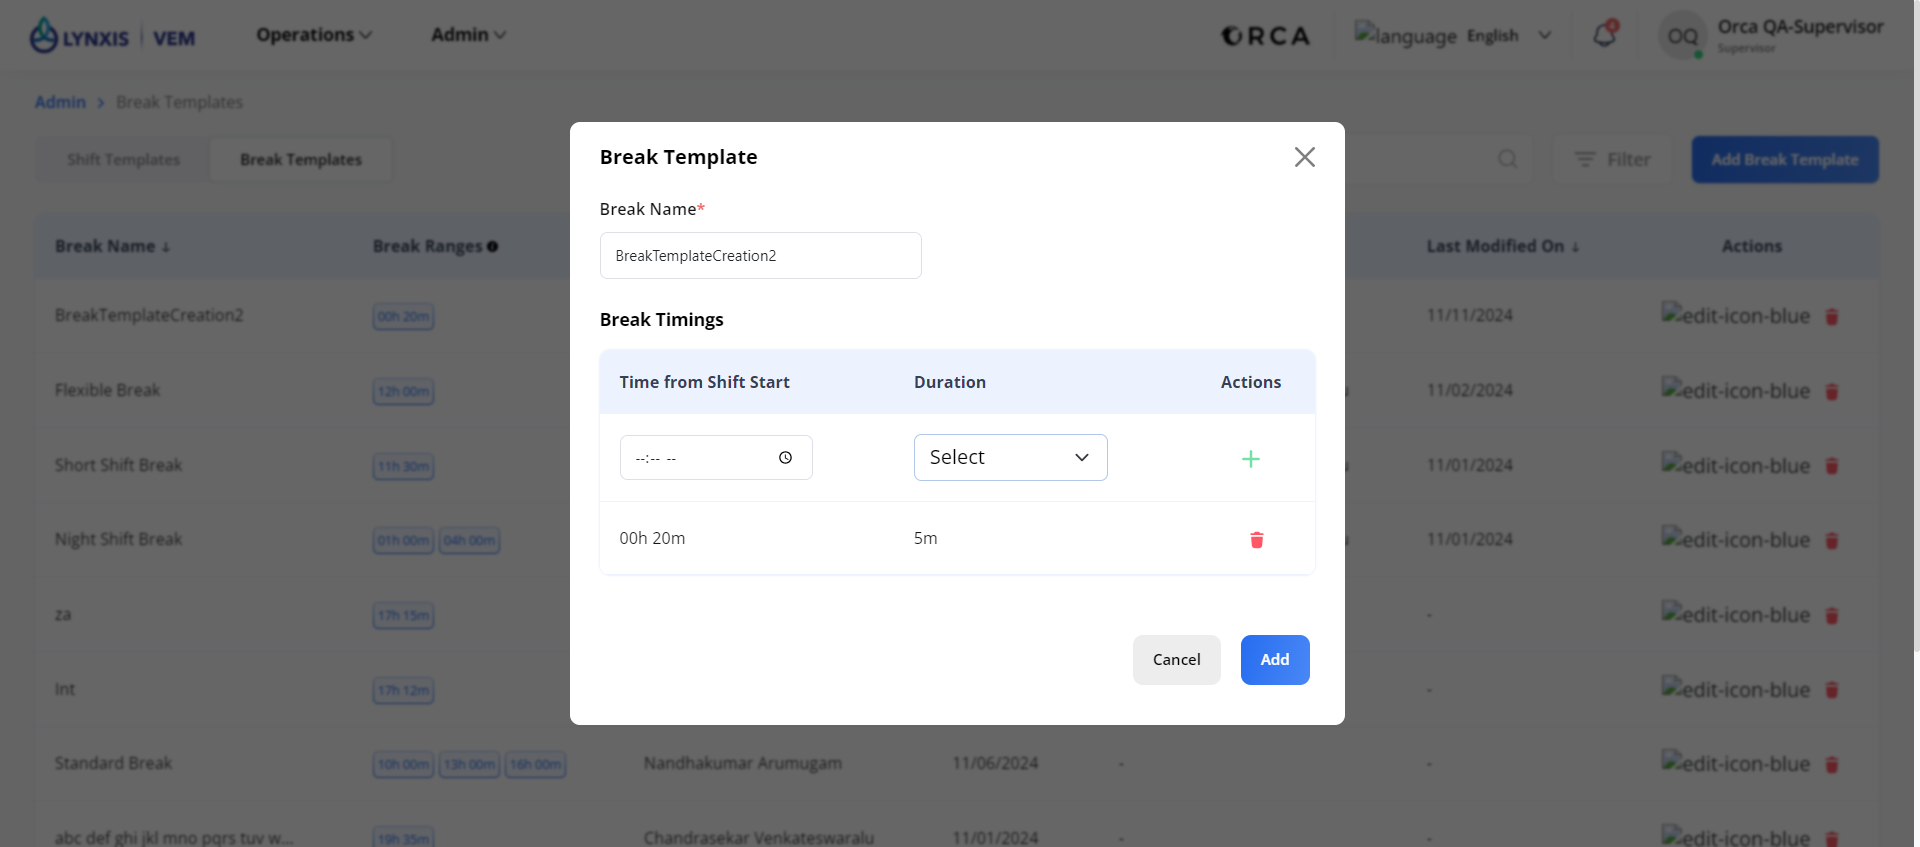 LYNXIS | VEM Operations Admin ORCA language English 4 OQ Orca QA-Supervisor
Supervisor
Admin > Break Templates
Shift Templates Break Templates Filter Add Break Template
Break Name ↓ Break Ranges Last Modified On ↓ Actions
BreakTemplateCreation2 00h 20m 11/11/2024 edit-icon-blue
Flexible Break 12h 00m 11/02/2024 edit-icon-blue
Short Shift Break 11h 30m 11/01/2024 edit-icon-blue
Night Shift Break 01h 00m 04h 00m 11/01/2024 edit-icon-blue
za 17h 15m - edit-icon-blue
Int 17h 12m - edit-icon-blue
Standard Break 10h 00m 13h 00m 16h 00m Nandhakumar Arumugam 11/06/2024 - - edit-icon-blue
abc def ghi jkl mno pqrs tuv w... 19h 35m Chandrasekar Venkateswaralu 11/01/2024 - - edit-icon-blue
Break Template
Break Name*
BreakTemplateCreation2
Break Timings
Time from Shift Start Duration Actions
--:-- -- Select
00h 20m 5m
Cancel Add